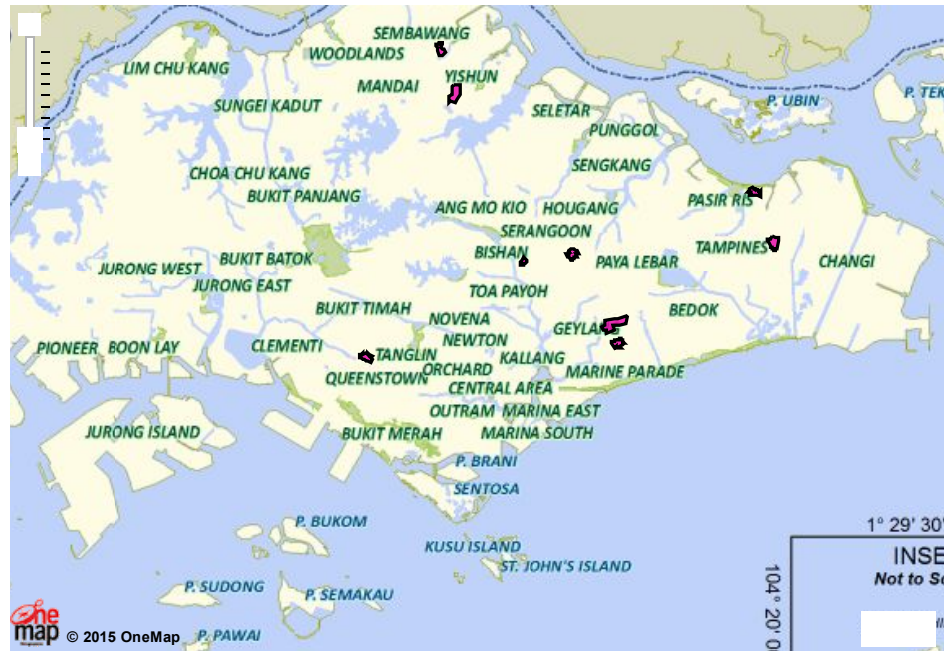 SEMBAWANG
WOODLANDS
LIM CHU KANG
YISHUN
MANDAI
P. UBIN
P. TEK
SUNGEI KADUT
SELETAR
PUNGGOL
SENGKANG
CHOA CHU KANG
BUKIT PANJANG
PASIR RIS
ANG MO KIO
HOUGANG
SERANGOON
BISHAN
TAMPINES
BUKIT BATOK
PAYA LEBAR
CHANGI
JURONG WEST
JURONG EAST
TOA PAYOH
BUKIT TIMAH
BEDOK
NOVENA
GEYLANG
NEWTON
PIONEER
BOON LAY
CLEMENTI
TANGLIN
KALLANG
ORCHARD
MARINE PARADE
QUEENSTOWN
CENTRAL AREA
OUTRAM
MARINA EAST
JURONG ISLAND
BUKIT MERAH
MARINA SOUTH
P. BRANI
SENTOSA
P. BUKOM
1° 29' 30
KUSU ISLAND
INSE
ST. JOHN'S ISLAND
Not to Sc
104° 20' 0
P. SUDONG
P. SEMAKAU
One
map
© 2015 OneMap
P. PAWAI